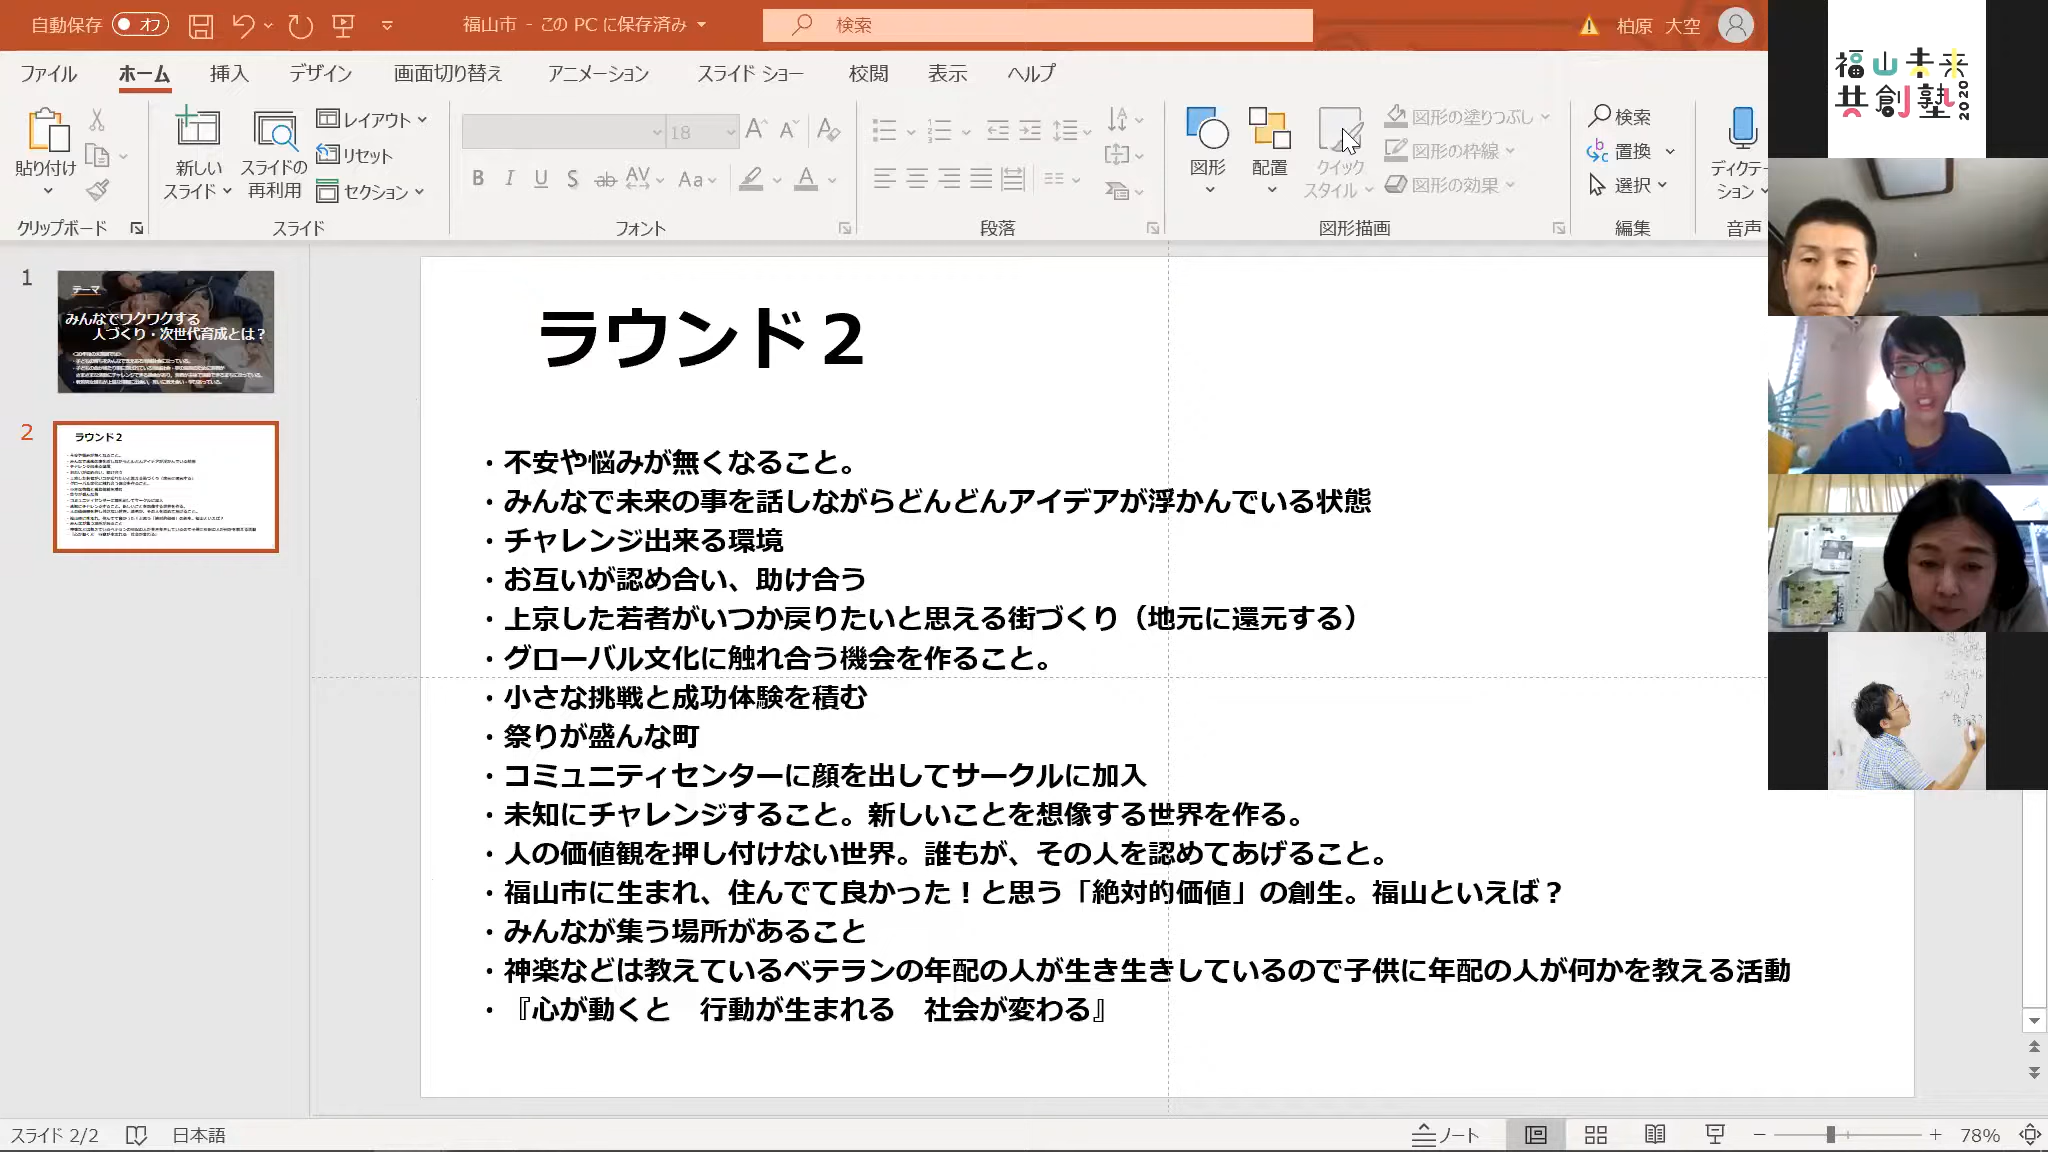 自動保存 オフ
福山市 - この PC に保存済み
検索
柏原 大空
ファイル ホーム 挿入 デザイン 画面切り替え アニメーション スライド ショー 校閲 表示 ヘルプ
貼り付け
クリップボード
新しい
スライド
スライドの
再利用
レイアウト
リセット
セクション
スライド
18
B I U S ab AV Aa A
フォント
段落
図形
配置
クイック
スタイル
図形の塗りつぶし
図形の枠線
図形の効果
図形描画
検索
置換
選択
編集
ディクテー
ション
音声
福山未来
共創塾2020
1
テーマ
みんなでワクワクする
人づくり・次世代育成とは？
2
ラウンド２
ラウンド２
・不安や悩みが無くなること。
・みんなで未来の事を話しながらどんどんアイデアが浮かんでいる状態
・チャレンジ出来る環境
・お互いが認め合い、助け合う
・上京した若者がいつか戻りたいと思える街づくり（地元に還元する）
・グローバル文化に触れ合う機会を作ること。
・小さな挑戦と成功体験を積む
・祭りが盛んな町
・コミュニティセンターに顔を出してサークルに加入
・未知にチャレンジすること。新しいことを想像する世界を作る。
・人の価値観を押し付けない世界。誰もが、その人を認めてあげること。
・福山市に生まれ、住んでて良かった！と思う「絶対的価値」の創生。福山といえば？
・みんなが集う場所があること
・神楽などは教えているベテランの年配の人が生き生きしているので子供に年配の人が何かを教える活動
・『心が動くと　行動が生まれる　社会が変わる』
スライド 2/2 日本語 ノート 78%